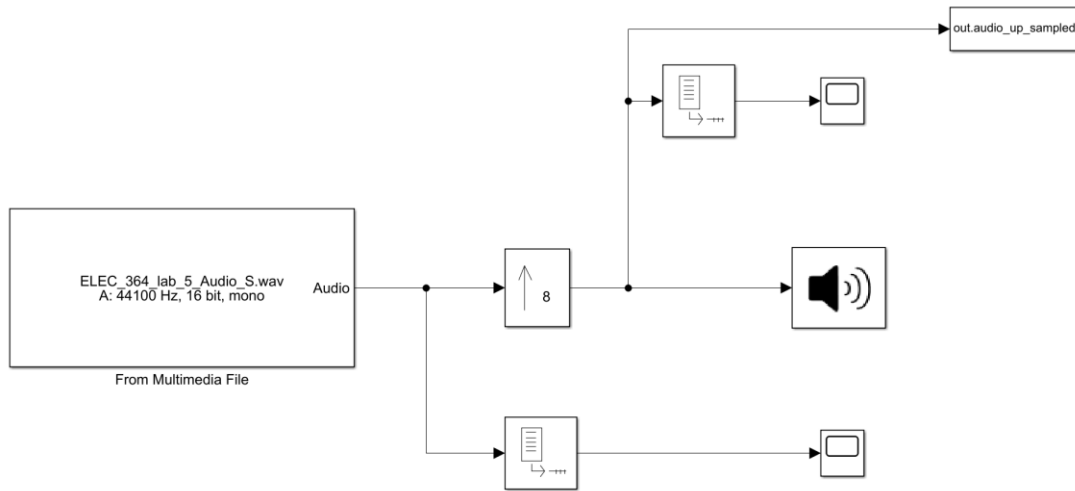 out.audio_up_sampled
ELEC_364_lab_5_Audio_S.wav
A: 44100 Hz, 16 bit, mono
Audio
8
From Multimedia File